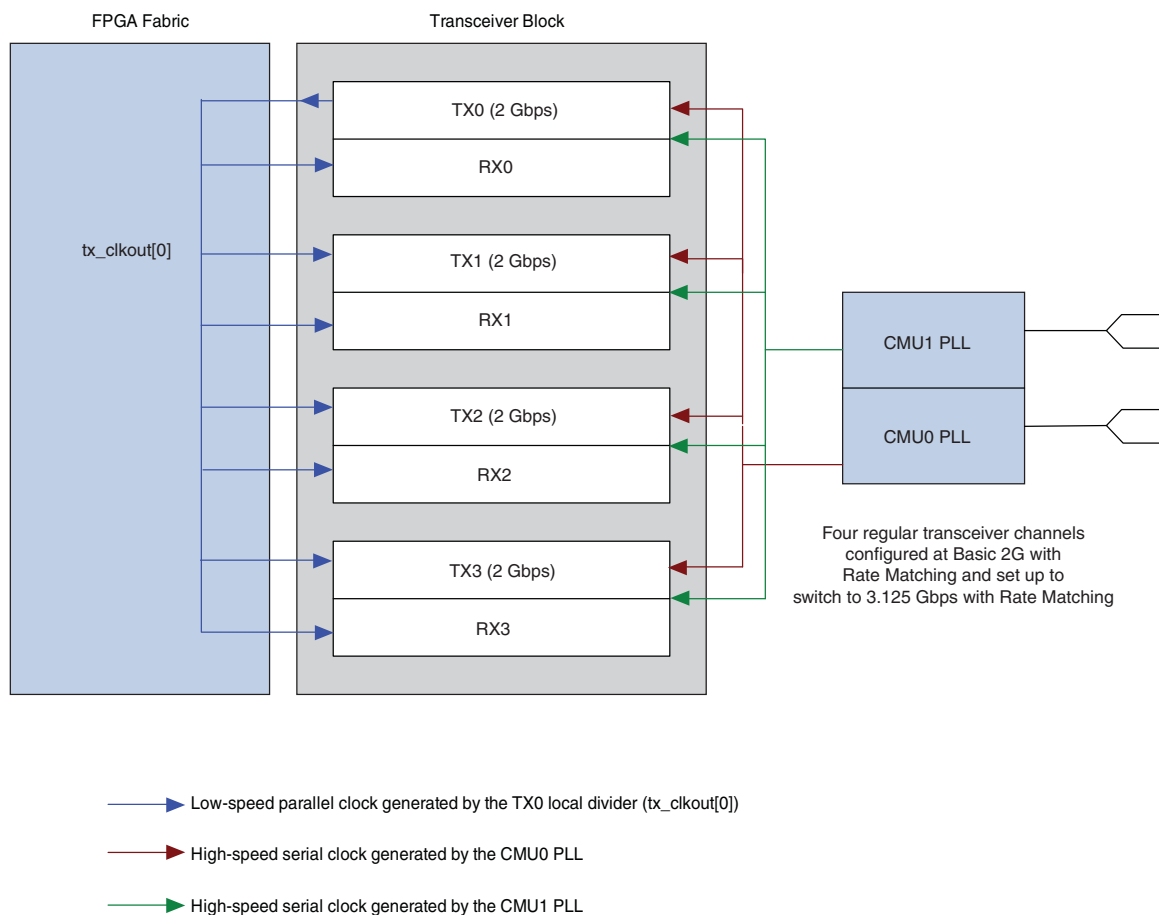 FPGA Fabric
Transceiver Block
TX0 (2 Gbps)
RX0
tx_clkout[0]
TX1 (2 Gbps)
RX1
CMU1 PLL
TX2 (2 Gbps)
CMU0 PLL
RX2
Four regular transceiver channels
configured at Basic 2G with
Rate Matching and set up to
switch to 3.125 Gbps with Rate Matching
TX3 (2 Gbps)
RX3
Low-speed parallel clock generated by the TX0 local divider (tx_clkout[0])
High-speed serial clock generated by the CMU0 PLL
High-speed serial clock generated by the CMU1 PLL